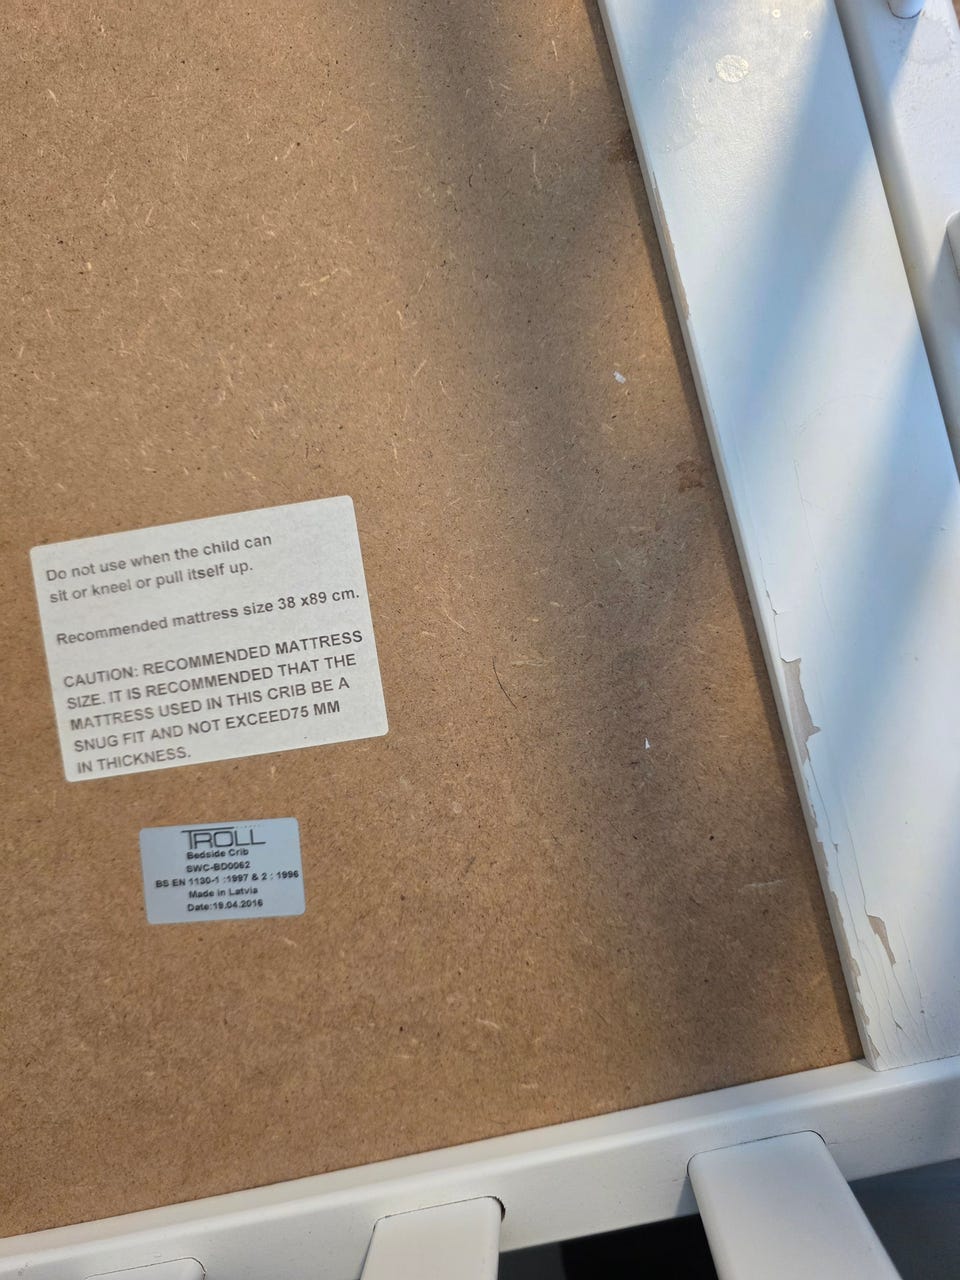 Do not use when the child can
sit or kneel or pull itself up.
Recommended mattress size 38 x89 cm.
CAUTION: RECOMMENDED MATTRESS
SIZE. IT IS RECOMMENDED THAT THE
MATTRESS USED IN THIS CRIB BE A
SNUG FIT AND NOT EXCEED75 MM
IN THICKNESS.
TROLL
Bedside Crib
SWC-BD0062
BS EN 1130-1 :1997 & 2 : 1996
Made in Latvia
Date:19.04.2016